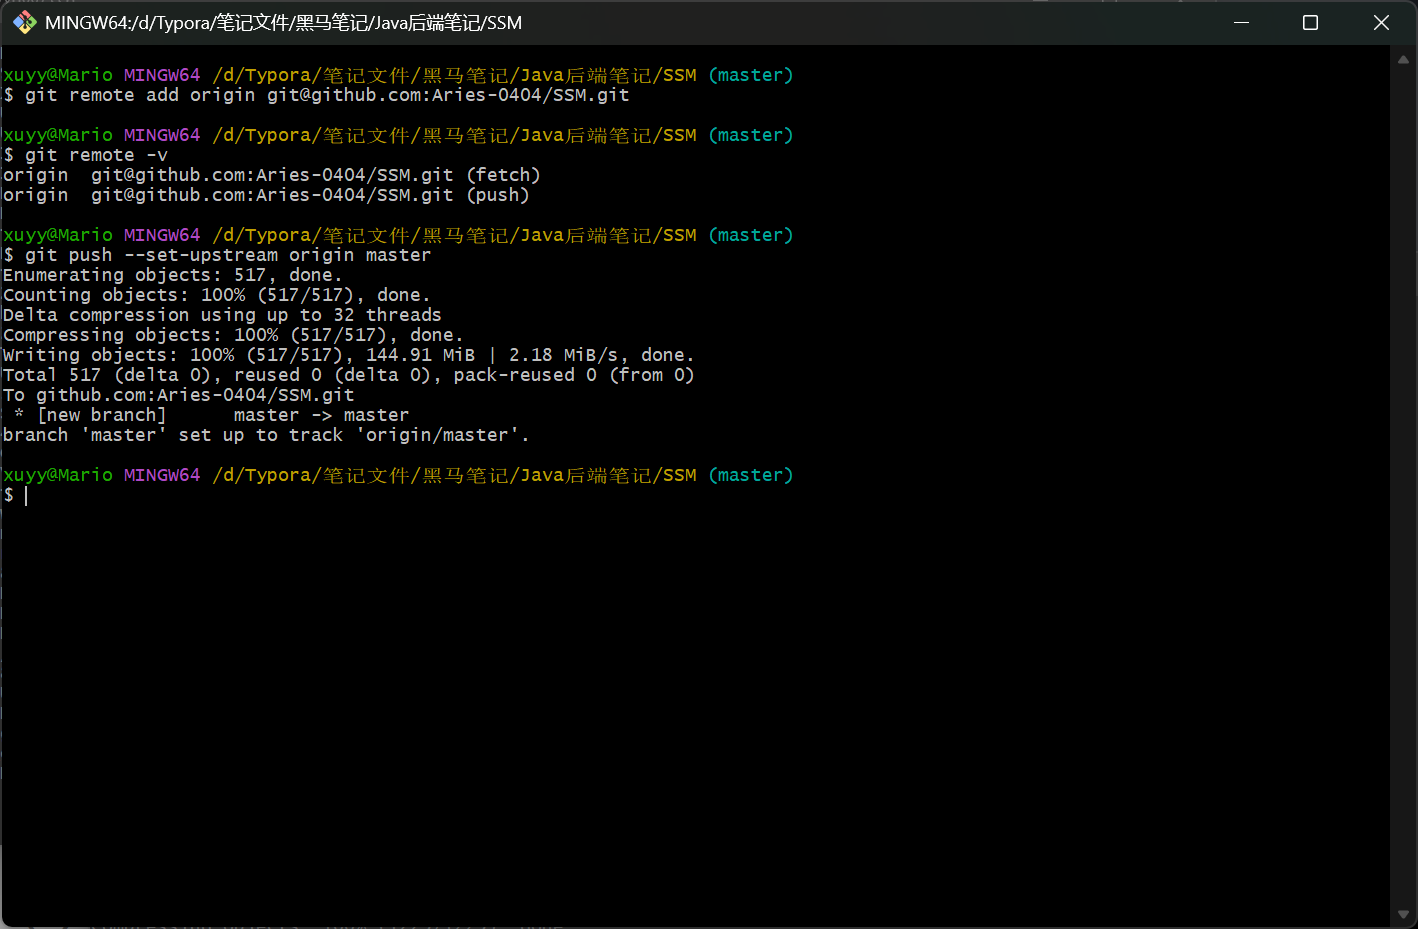 MINGW64:/d/Typora/笔记文件/黑马笔记/Java后端笔记/SSM
xuyy@Mario MINGW64 /d/Typora/笔记文件/黑马笔记/Java后端笔记/SSM (master)
$ git remote add origin git@github.com:Aries-0404/SSM.git
xuyy@Mario MINGW64 /d/Typora/笔记文件/黑马笔记/Java后端笔记/SSM (master)
$ git remote -v
origin  git@github.com:Aries-0404/SSM.git (fetch)
origin  git@github.com:Aries-0404/SSM.git (push)
xuyy@Mario MINGW64 /d/Typora/笔记文件/黑马笔记/Java后端笔记/SSM (master)
$ git push --set-upstream origin master
Enumerating objects: 517, done.
Counting objects: 100% (517/517), done.
Delta compression using up to 32 threads
Compressing objects: 100% (517/517), done.
Writing objects: 100% (517/517), 144.91 MiB | 2.18 MiB/s, done.
Total 517 (delta 0), reused 0 (delta 0), pack-reused 0 (from 0)
To github.com:Aries-0404/SSM.git
 * [new branch]      master -> master
branch 'master' set up to track 'origin/master'.
xuyy@Mario MINGW64 /d/Typora/笔记文件/黑马笔记/Java后端笔记/SSM (master)
$